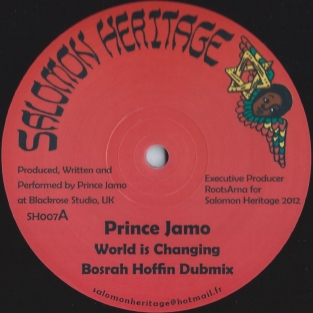 SALOMON HERITAGE
Produced, Written and
Performed by Prince Jamo
at Blackrose Studio, UK
SH007A
Executive Producer
RootsAma for
Salomon Heritage 2012
Prince Jamo
World is Changing
Bosrah Hoffin Dubmix
salomonheritage@hotmail.fr